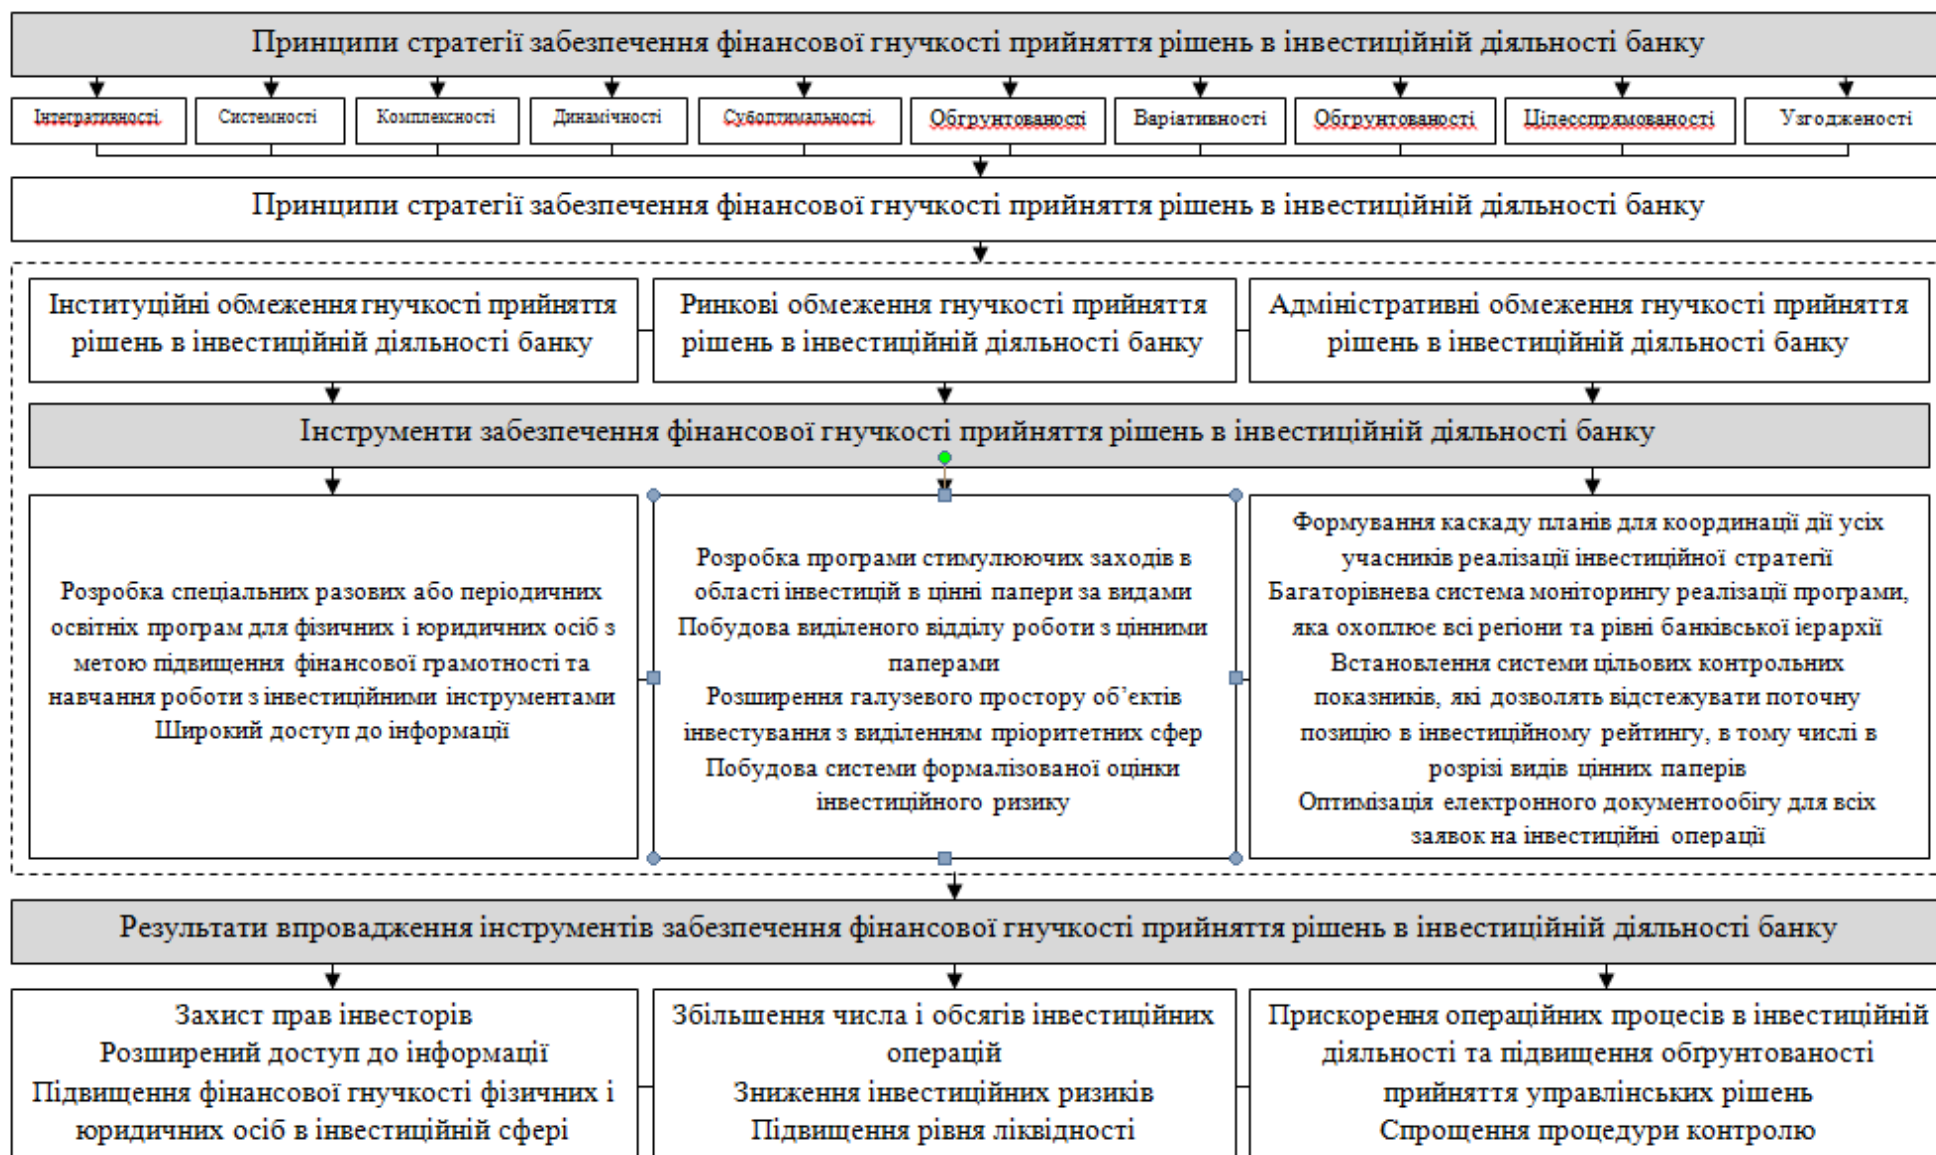 Принципи стратегії забезпечення фінансової гнучкості прийняття рішень в інвестиційній діяльності банку
Інтегративності
Системності
Комплексності
Динамічності
Субоптимальності
Обгрунтованості
Варіативності
Обгрунтованості
Цілесспрямованості
Узгодженості
Принципи стратегії забезпечення фінансової гнучкості прийняття рішень в інвестиційній діяльності банку
Інституційні обмеження гнучкості прийняття
рішень в інвестиційній діяльності банку
Ринкові обмеження гнучкості прийняття
рішень в інвестиційній діяльності банку
Адміністративні обмеження гнучкості прийняття
рішень в інвестиційній діяльності банку
Інструменти забезпечення фінансової гнучкості прийняття рішень в інвестиційній діяльності банку
Розробка спеціальних разових або періодичних
освітніх програм для фізичних і юридичних осіб з
метою підвищення фінансової грамотності та
навчання роботи з інвестиційними інструментами
Широкий доступ до інформації
Розробка програми стимулюючих заходів в
області інвестицій в цінні папери за видами
Побудова виділеного відділу роботи з цінними
паперами
Розширення галузевого простору об’єктів
інвестування з виділенням пріоритетних сфер
Побудова системи формалізованої оцінки
інвестиційного ризику
Формування каскаду планів для координації дії усіх
учасників реалізації інвестиційної стратегії
Багаторівнева система моніторингу реалізації програми,
яка охоплює всі регіони та рівні банківської ієрархії
Встановлення системи цільових контрольних
показників, які дозволять відстежувати поточну
позицію в інвестиційному рейтингу, в тому числі в
розрізі видів цінних паперів
Оптимізація електронного документообігу для всіх
заявок на інвестиційні операції
Результати впровадження інструментів забезпечення фінансової гнучкості прийняття рішень в інвестиційній діяльності банку
Захист прав інвесторів
Розширений доступ до інформації
Підвищення фінансової гнучкості фізичних і
юридичних осіб в інвестиційній сфері
Збільшення числа і обсягів інвестиційних
операцій
Зниження інвестиційних ризиків
Підвищення рівня ліквідності
Прискорення операційних процесів в інвестиційній
діяльності та підвищення обґрунтованості
прийняття управлінських рішень
Спрощення процедури контролю